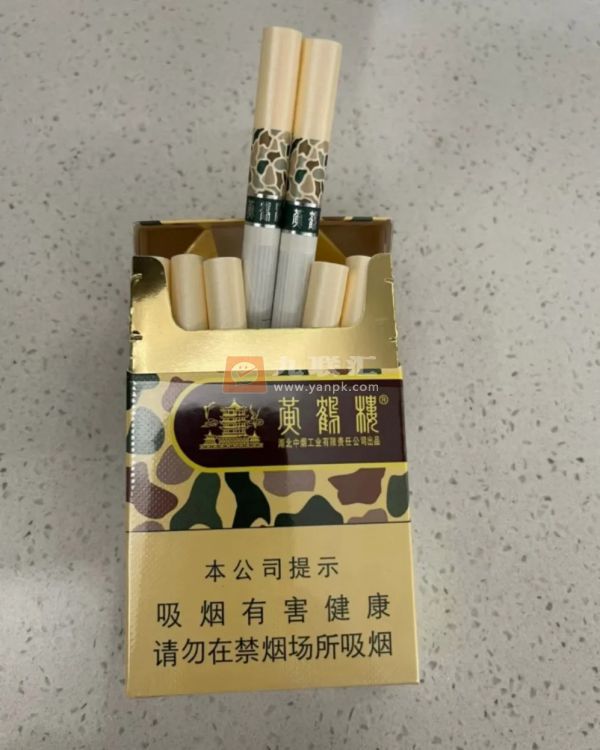 九联汇
www.yanpk.com
黄鹤楼®
湖北中烟工业有限责任公司出品
本公司提示
吸烟有害健康
请勿在禁烟场所吸烟